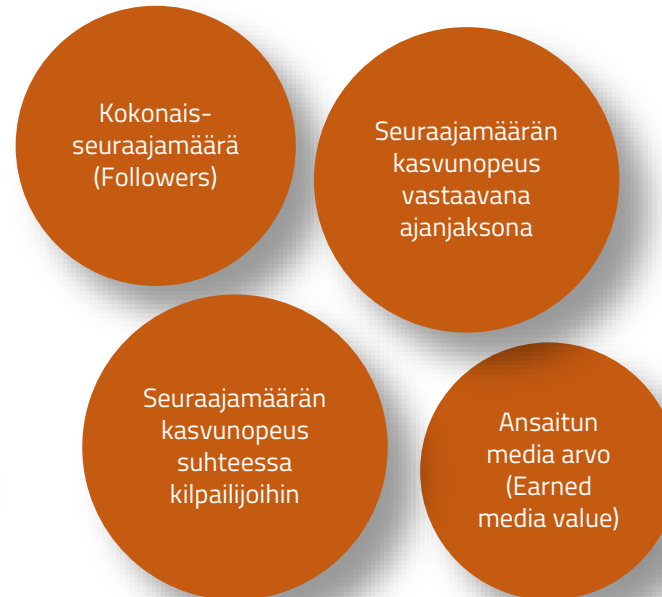 Kokonais-
seuraajamäärä
(Followers)
Seuraajamäärän
kasvunopeus
vastaavana
ajanjaksona
Seuraajamäärän
kasvunopeus
suhteessa
kilpailijoihin
Ansaitun
media arvo
(Earned
media value)